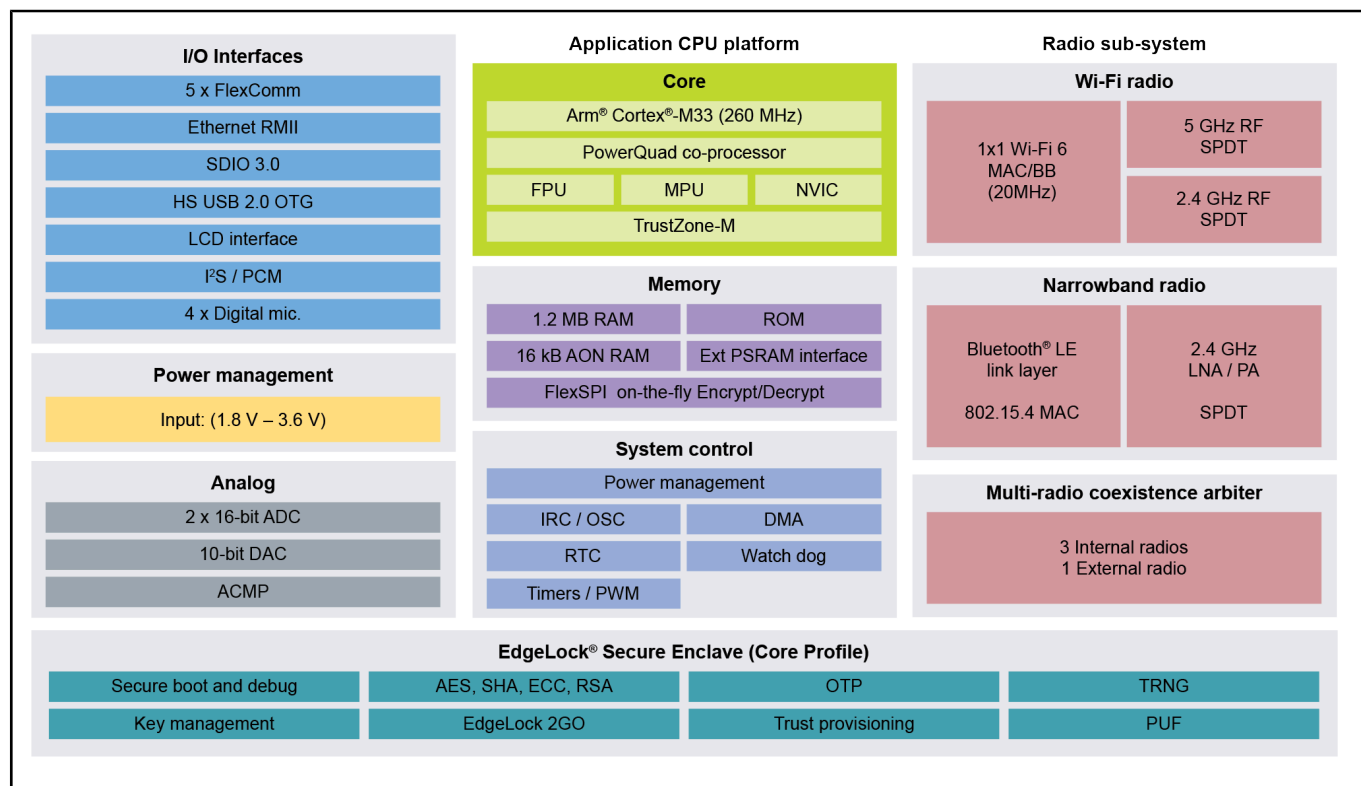 I/O Interfaces
5 x FlexComm
Ethernet RMII
SDIO 3.0
HS USB 2.0 OTG
LCD interface
I²S / PCM
4 x Digital mic.
Power management
Input: (1.8 V – 3.6 V)
Analog
2 x 16-bit ADC
10-bit DAC
ACMP
Application CPU platform
Core
Arm® Cortex®-M33 (260 MHz)
PowerQuad co-processor
FPU
MPU
NVIC
TrustZone-M
Memory
1.2 MB RAM
ROM
16 kB AON RAM
Ext PSRAM interface
FlexSPI on-the-fly Encrypt/Decrypt
System control
Power management
IRC / OSC
DMA
RTC
Watch dog
Timers / PWM
Radio sub-system
Wi-Fi radio
1x1 Wi-Fi 6
MAC/BB
(20MHz)
5 GHz RF
SPDT
2.4 GHz RF
SPDT
Narrowband radio
Bluetooth® LE
link layer
802.15.4 MAC
2.4 GHz
LNA / PA
SPDT
Multi-radio coexistence arbiter
3 Internal radios
1 External radio
EdgeLock® Secure Enclave (Core Profile)
Secure boot and debug
AES, SHA, ECC, RSA
OTP
TRNG
Key management
EdgeLock 2GO
Trust provisioning
PUF